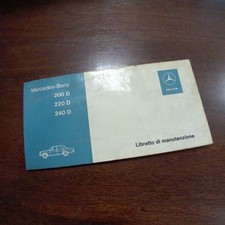 Mercedes-Benz
200 D
220 D
240 D
Libretto di manutenzione